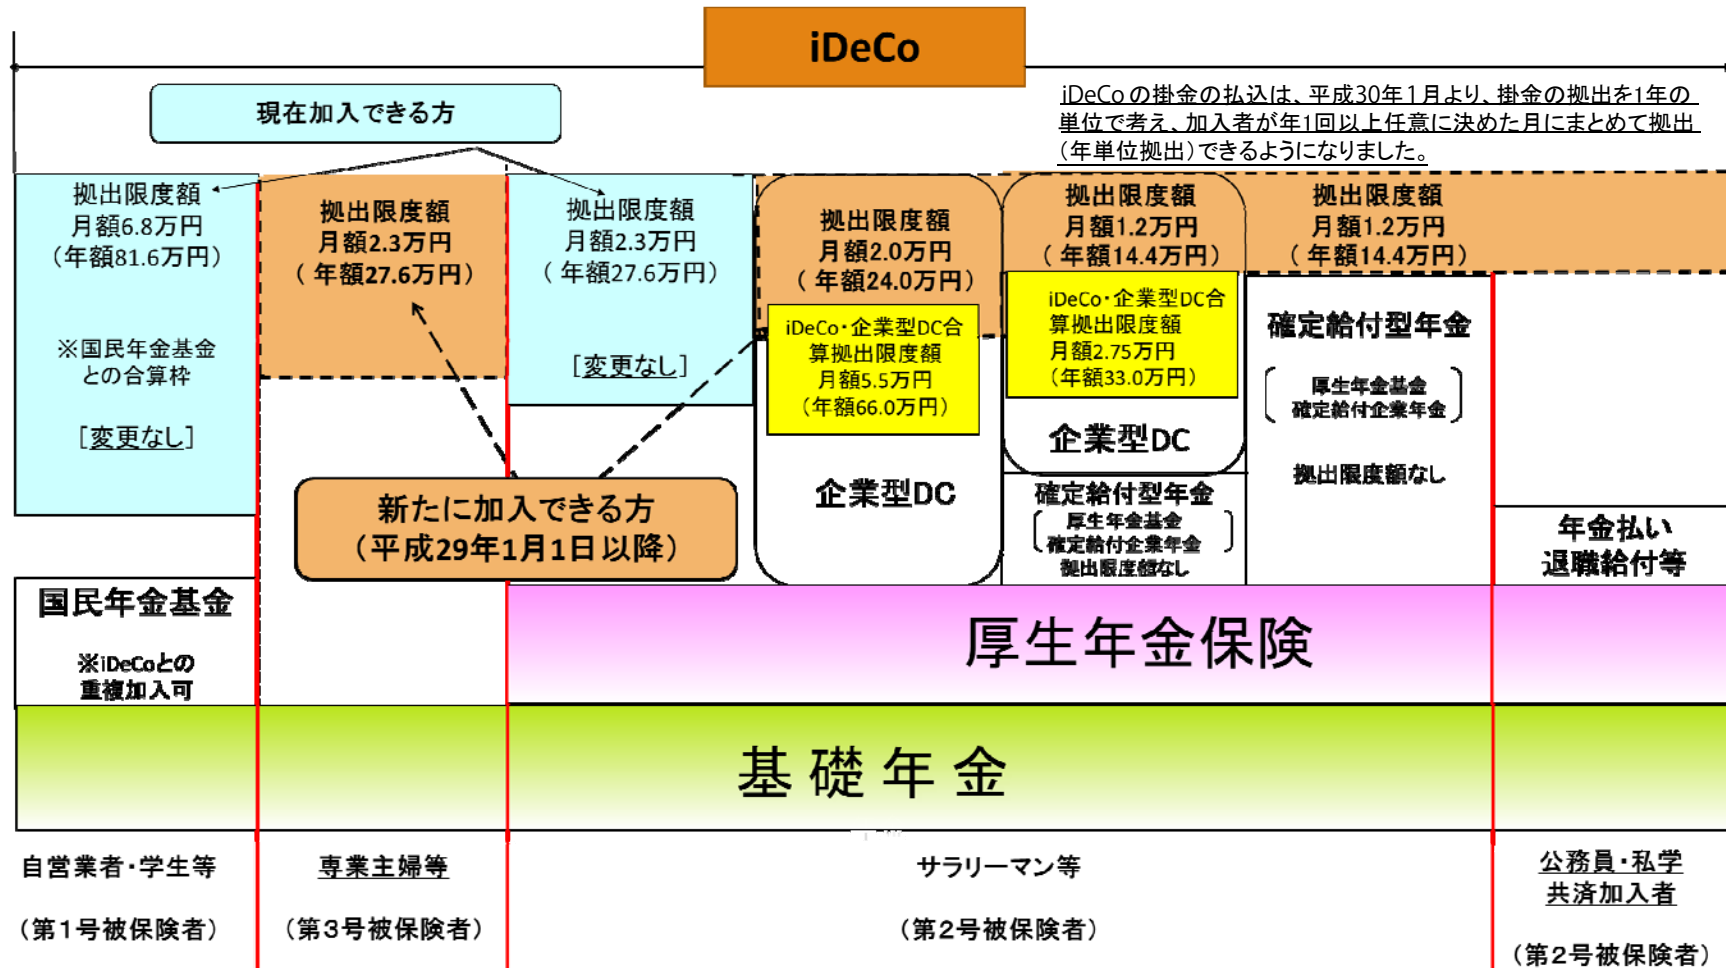 iDeCo
現在加入できる方
iDeCoの掛金の払込は、平成30年1月より、掛金の拠出を1年の
単位で考え、加入者が年1回以上任意に決めた月にまとめて拠出
（年単位拠出）できるようになりました。
拠出限度額
月額6.8万円
（年額81.6万円）
※国民年金基金
との合算枠
［変更なし］
拠出限度額
月額2.3万円
（年額27.6万円）
拠出限度額
月額2.3万円
（年額27.6万円）
［変更なし］
拠出限度額
月額2.0万円
（年額24.0万円）
iDeCo・企業型DC合
算拠出限度額
月額5.5万円
（年額66.0万円）
企業型DC
拠出限度額
月額1.2万円
（年額14.4万円）
iDeCo・企業型DC合
算拠出限度額
月額2.75万円
（年額33.0万円）
企業型DC
確定給付型年金
厚生年金基金
確定給付企業年金
拠出限度額なし
拠出限度額
月額1.2万円
（年額14.4万円）
確定給付型年金
厚生年金基金
確定給付企業年金
拠出限度額なし
新たに加入できる方
（平成29年1月1日以降）
年金払い
退職給付等
国民年金基金
※iDeCoとの
重複加入可
厚生年金保険
基礎年金
自営業者・学生等
（第1号被保険者）
専業主婦等
（第3号被保険者）
サラリーマン等
（第2号被保険者）
公務員・私学
共済加入者
（第2号被保険者）